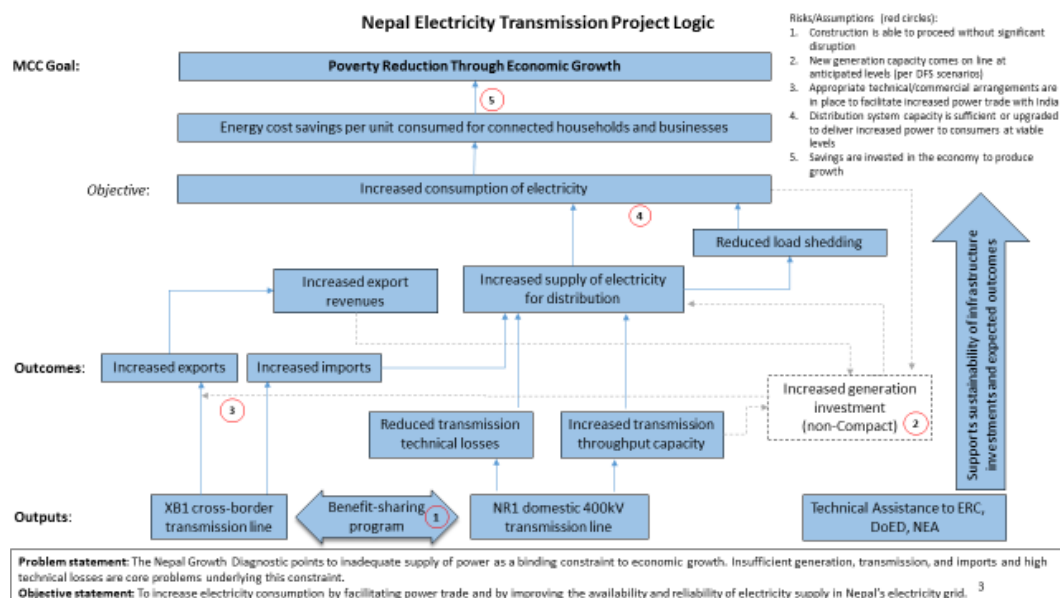 Nepal Electricity Transmission Project Logic
Risks/Assumptions (red circles):
1. Construction is able to proceed without significant
disruption
2. New generation capacity comes on line at
anticipated levels (per DFS scenarios)
3. Appropriate technical/commercial arrangements are
in place to facilitate increased power trade with India
4. Distribution system capacity is sufficient or upgraded
to deliver increased power to consumers at viable
levels
5. Savings are invested in the economy to produce
growth
MCC Goal:
Poverty Reduction Through Economic Growth
5
Energy cost savings per unit consumed for connected households and businesses
Objective:
Increased consumption of electricity
4
Reduced load shedding
Increased export
revenues
Increased supply of electricity
for distribution
Outcomes:
Increased exports
Increased imports
3
Increased generation
investment
(non-Compact)
2
Reduced transmission
technical losses
Increased transmission
throughput capacity
Supports sustainability of infrastructure
investments and expected outcomes
Outputs:
XB1 cross-border
transmission line
Benefit-sharing
program
1
NR1 domestic 400kV
transmission line
Technical Assistance to ERC,
DoED, NEA
Problem statement: The Nepal Growth Diagnostic points to inadequate supply of power as a binding constraint to economic growth. Insufficient generation, transmission, and imports and high
technical losses are core problems underlying this constraint.
Objective statement: To increase electricity consumption by facilitating power trade and by improving the availability and reliability of electricity supply in Nepal's electricity grid.
3